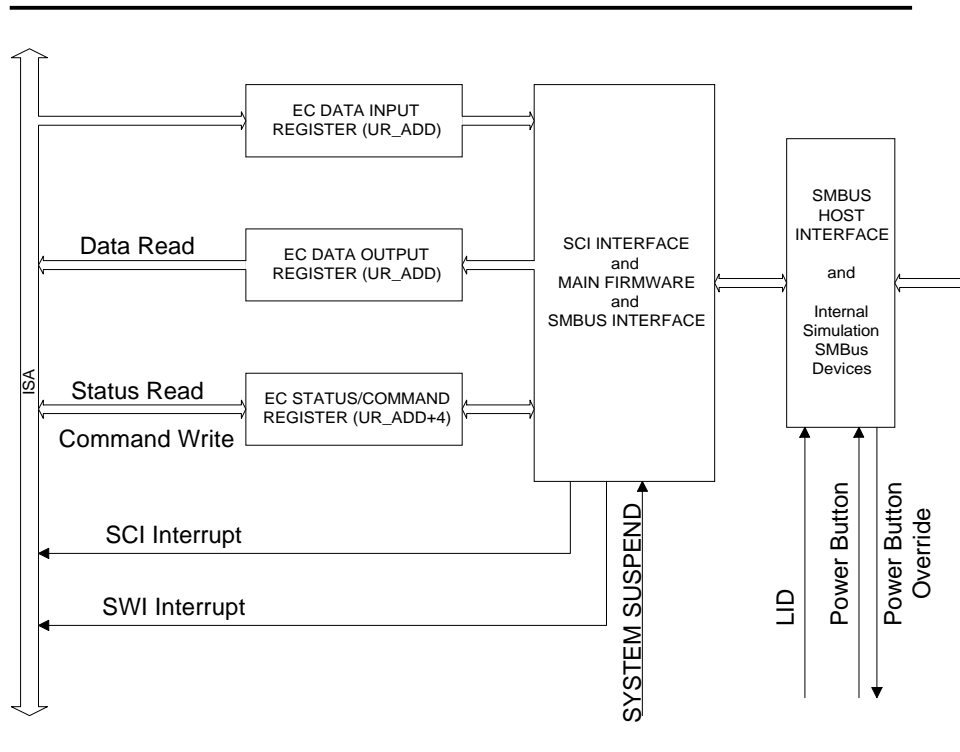 EC DATA INPUT
REGISTER (UR_ADD)
Data Read
EC DATA OUTPUT
REGISTER (UR_ADD)
ISA
Status Read
EC STATUS/COMMAND
REGISTER (UR_ADD+4)
Command Write
SCI INTERFACE
and
MAIN FIRMWARE
and
SMBUS INTERFACE
SMBUS
HOST
INTERFACE
and
Internal
Simulation
SMBus
Devices
SCI Interrupt
SWI Interrupt
SYSTEM SUSPEND
LID
Power Button
Power Button
Override